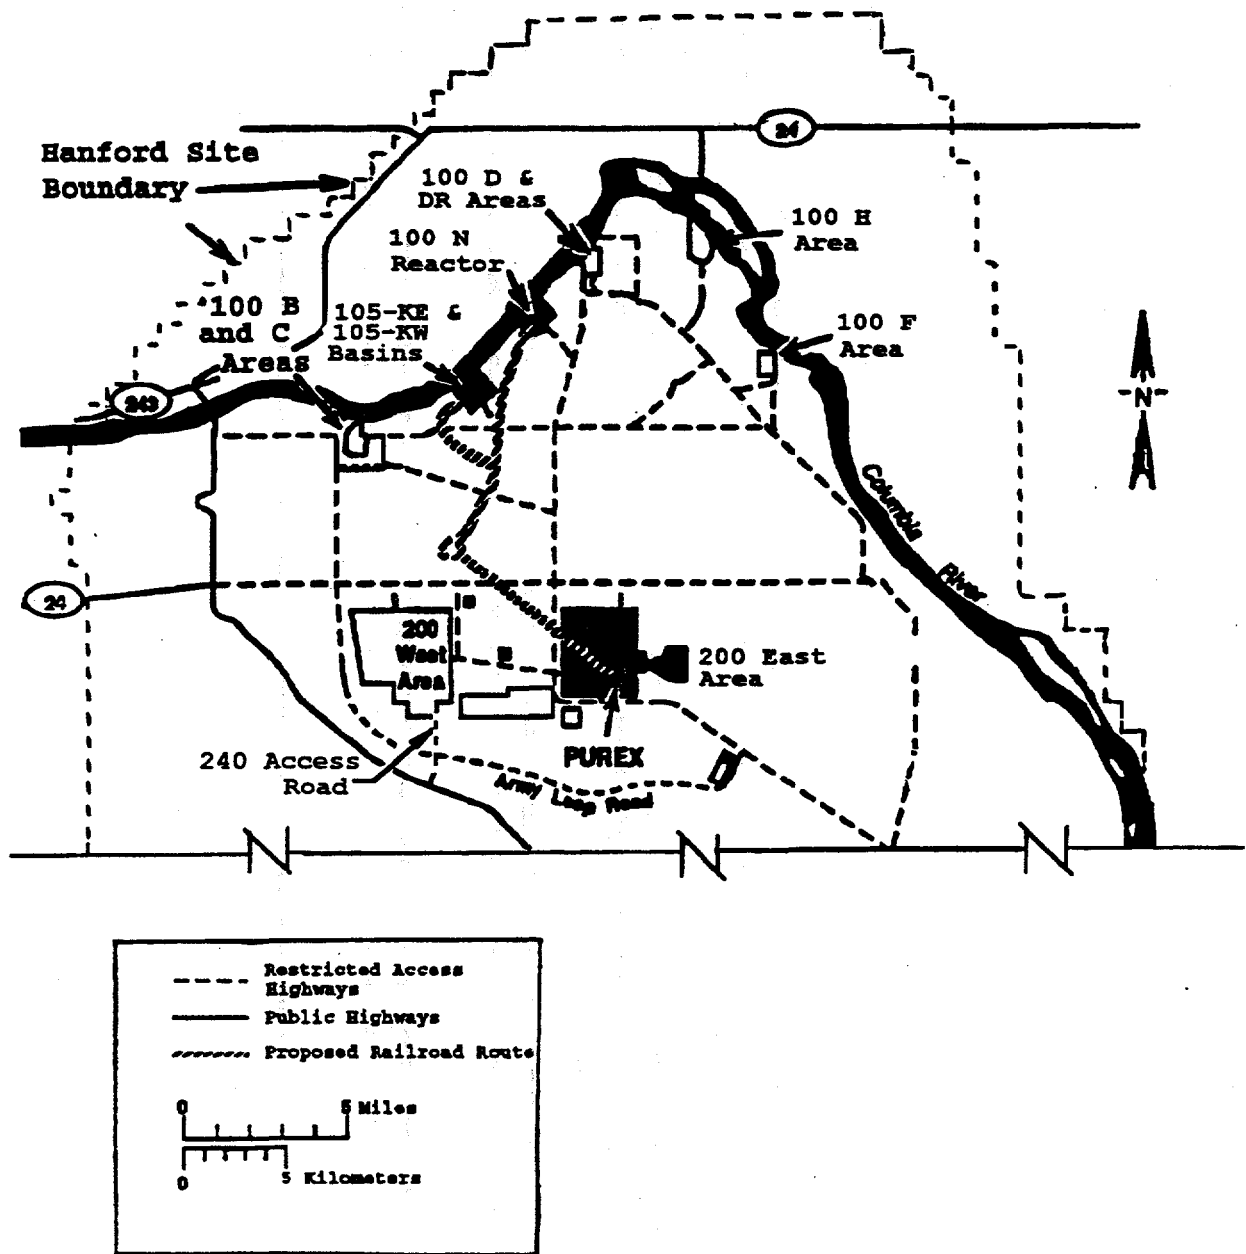 24
Hanford Site
Boundary
100 D &
DR Areas
100 H
Area
100 N
Reactor
100 B
and C
Areas
105-KE &
105-KW
Basins
100 F
Area
243
N
Columbia
River
24
200
West
Area
200 East
Area
PUREX
240 Access
Road
Army Loop Road
Restricted Access
Highways
Public Highways
Proposed Railroad Route
0 5 Miles
0 5 Kilometers